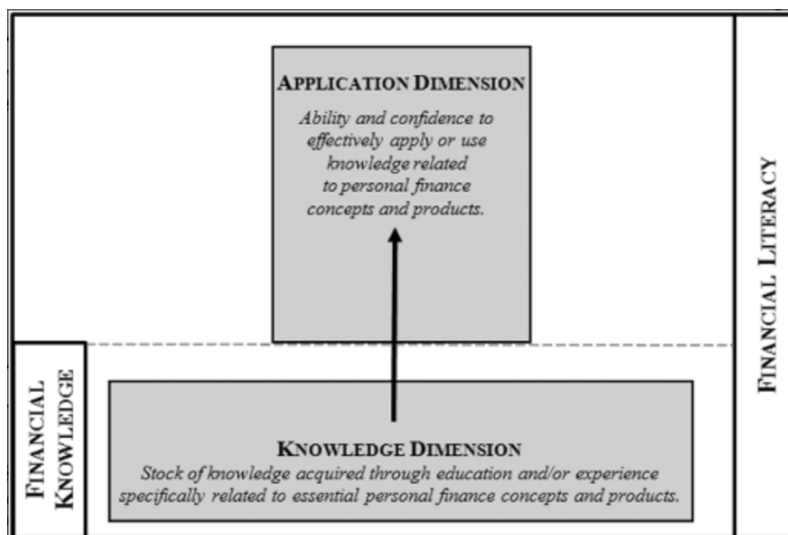 APPLICATION DIMENSION
Ability and confidence to
effectively apply or use
knowledge related
to personal finance
concepts and products.
FINANCIAL LITERACY
FINANCIAL
KNOWLEDGE
KNOWLEDGE DIMENSION
Stock of knowledge acquired through education and/or experience
specifically related to essential personal finance concepts and products.